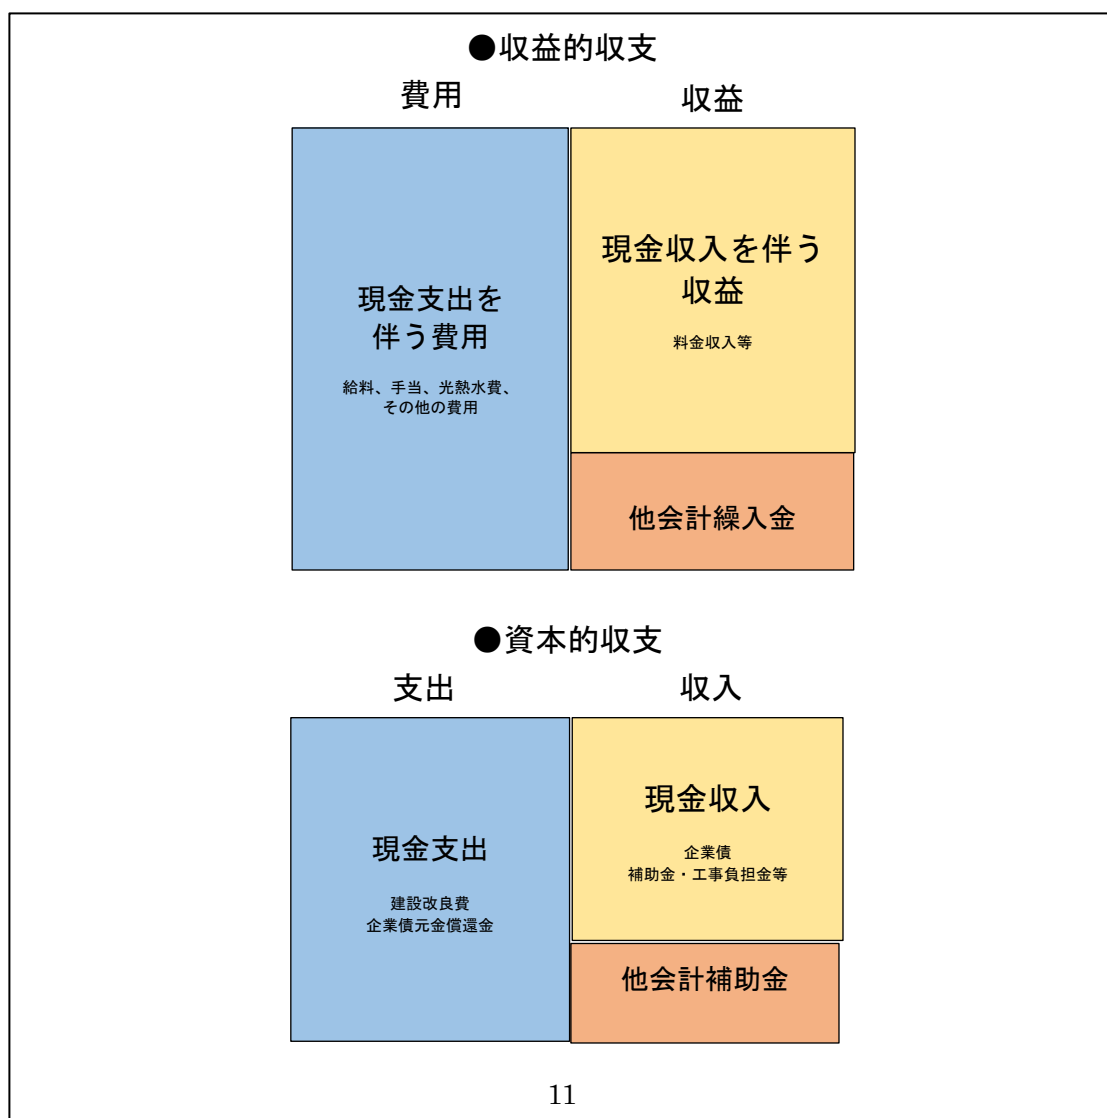 ●収益的収支
費用
収益
現金支出を
伴う費用
給料、手当、光熱水費、
その他の費用
現金収入を伴う
収益
料金収入等
他会計繰入金
●資本的収支
支出
収入
現金支出
建設改良費
企業債元金償還金
現金収入
企業債
補助金・工事負担金等
他会計補助金
11